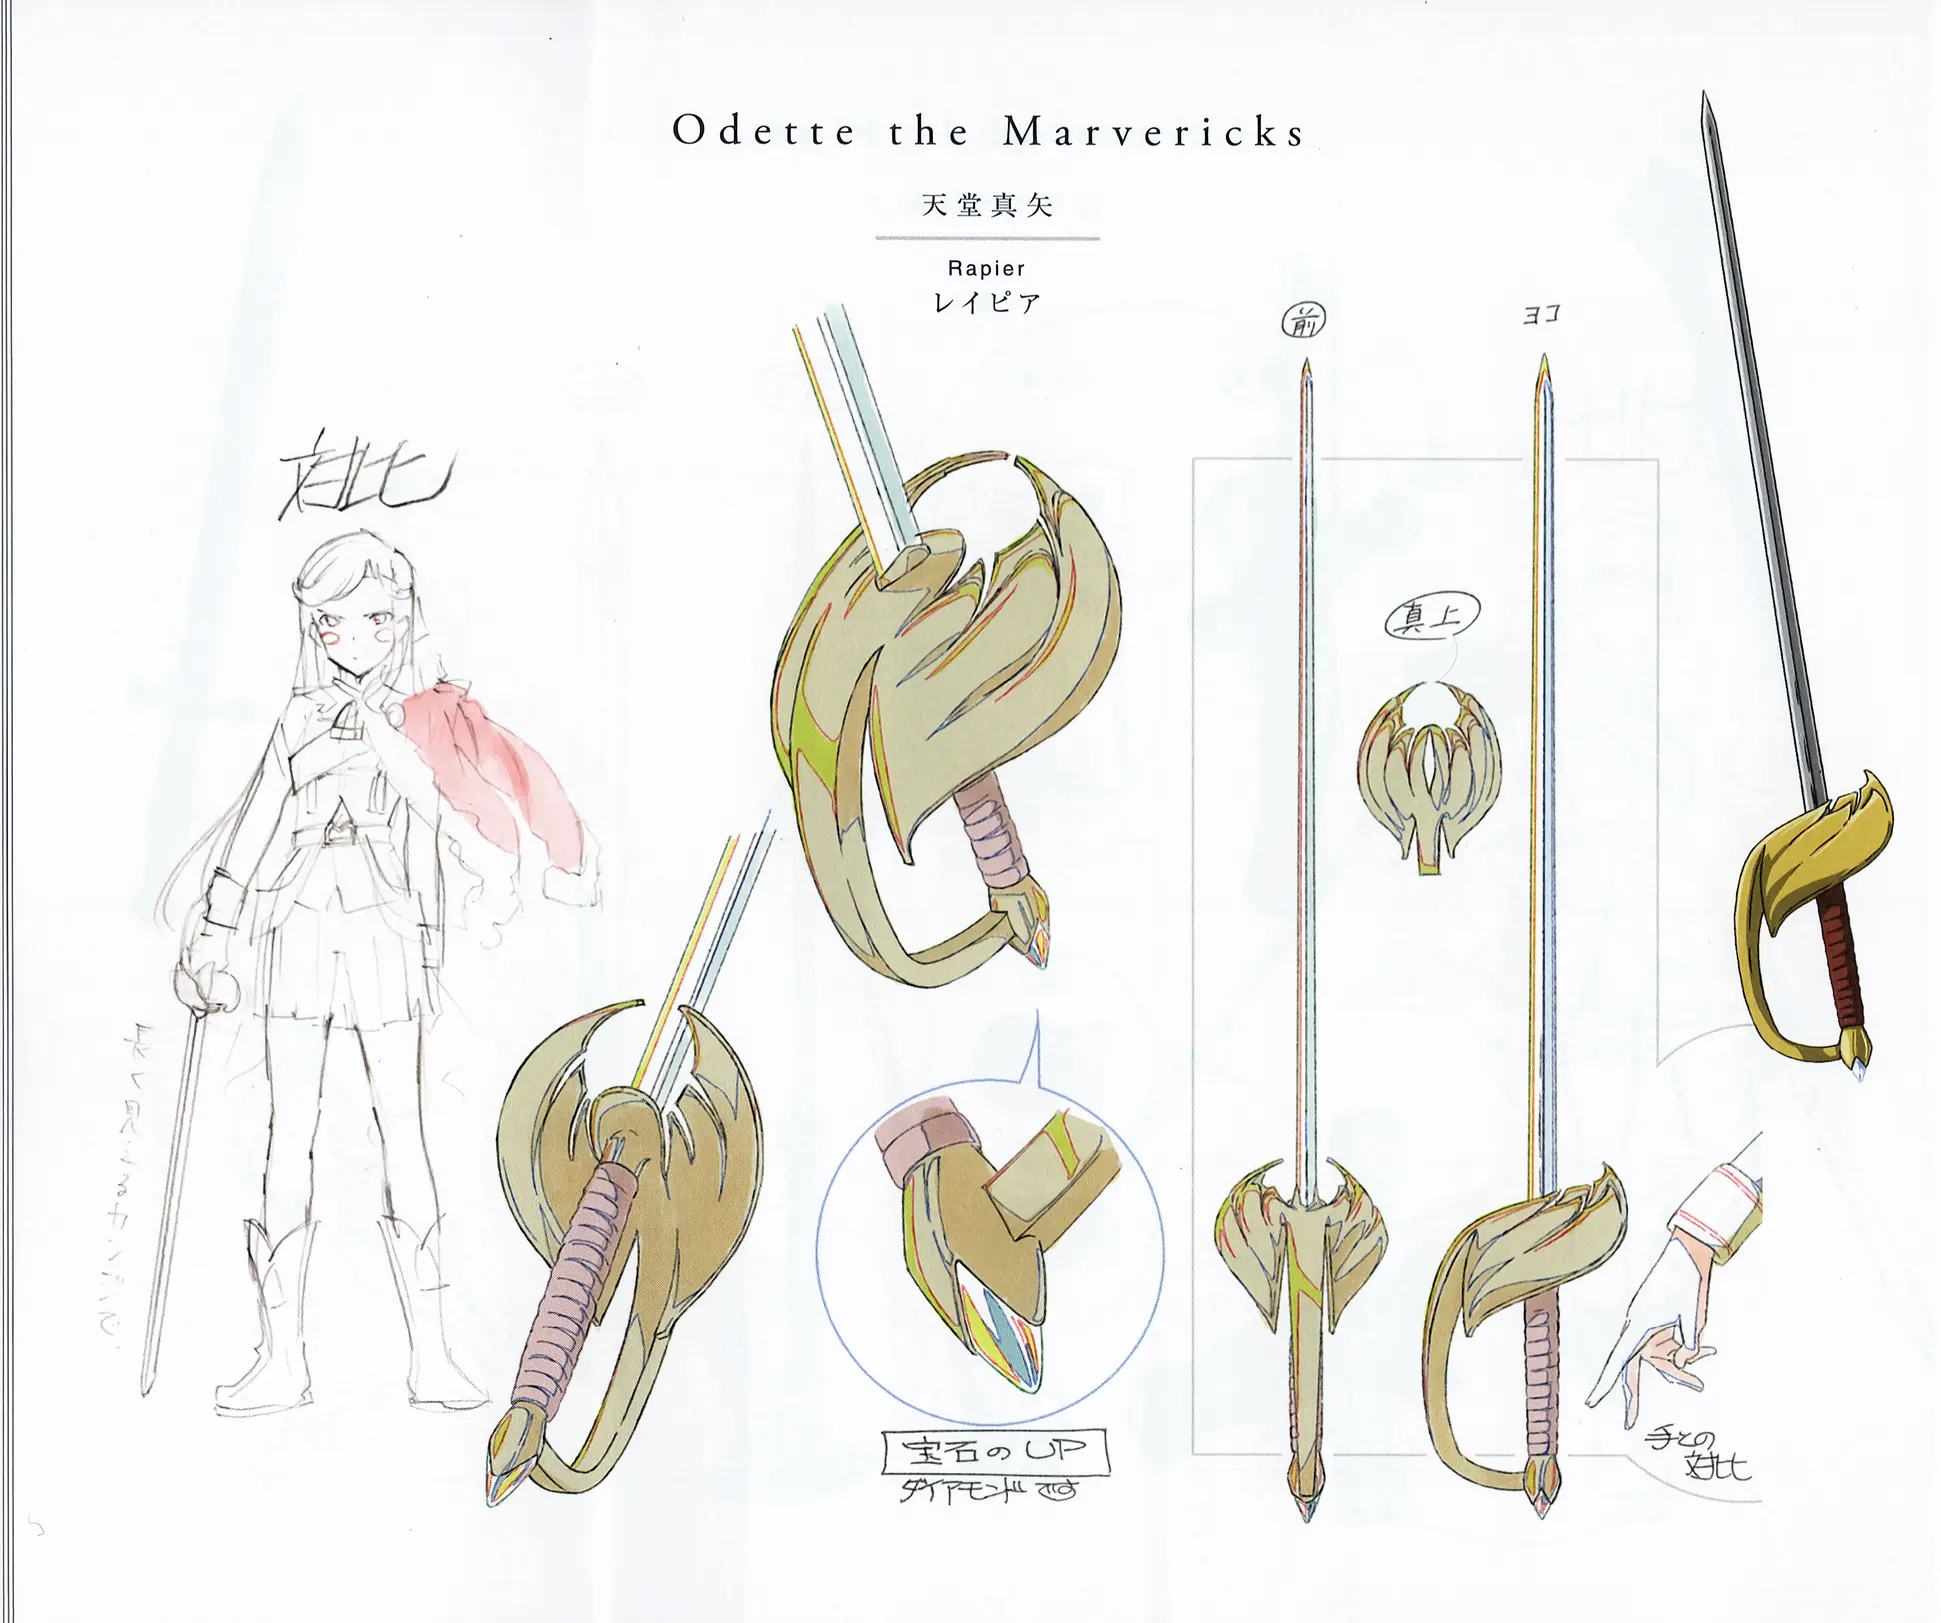 Odette the Marvericks
天堂真矢
Rapier
レイピア
前
ヨコ
対比
真上
宝石のUP
ダイアモンドです
手との
対比